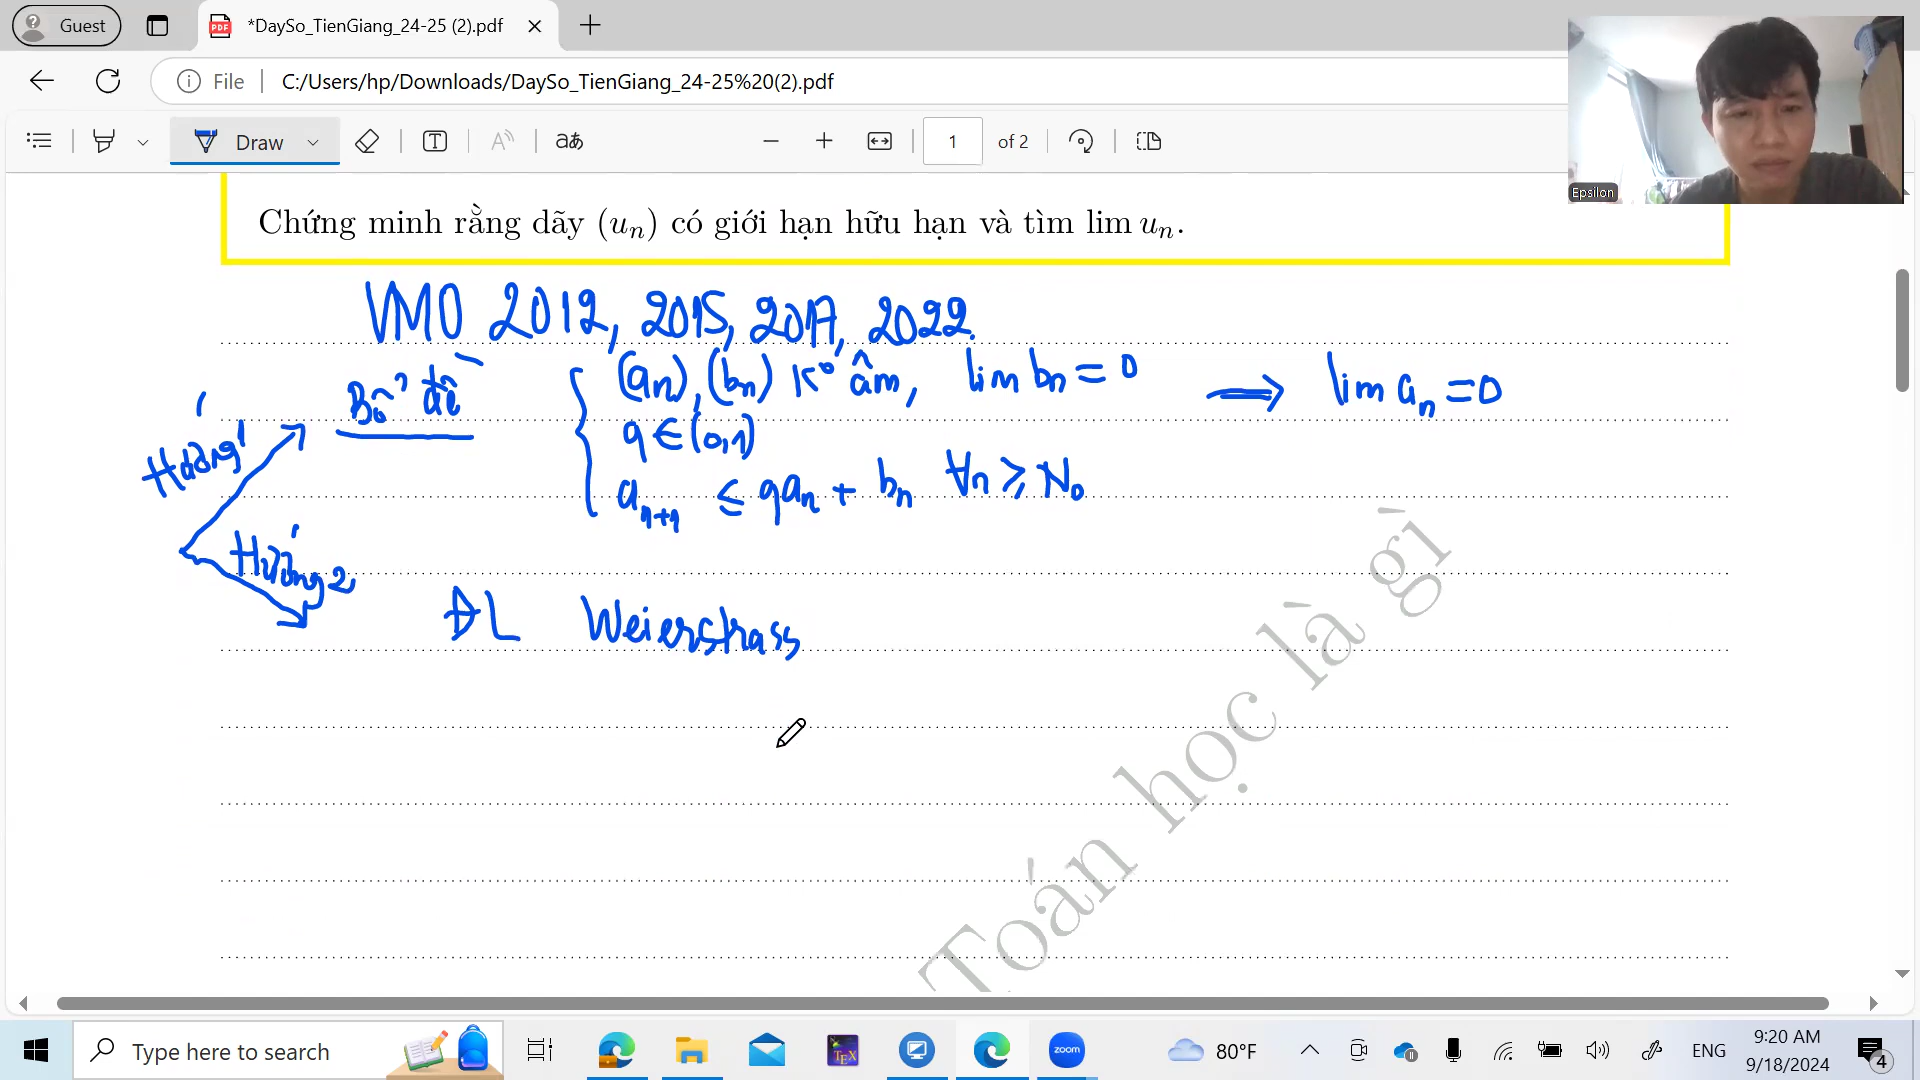 Guest
*DaySo_TienGiang_24-25 (2).pdf
File
C:/Users/hp/Downloads/DaySo_TienGiang_24-25%20(2).pdf
Draw
aあ
1 of 2
Epsilon
Chứng minh rằng dãy (uₙ) có giới hạn hữu hạn và tìm lim uₙ.
VMO 2012, 2015, 2017, 2022.
Hướng 1
Bổ đề
(aₙ), (bₙ) k° âm, lim bₙ = 0 ⟹ lim aₙ = 0
q ∈ (0,1)
aₙ₊₁ ≤ qaₙ + bₙ ∀n ≥ N₀
Hướng 2
ĐL Weierstrass
Toán học là gì
Type here to search
TEX
zoom
80°F
ENG
9:20 AM
9/18/2024
4